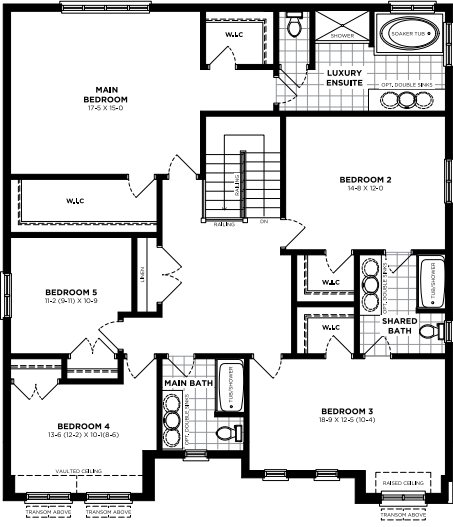 W.I.C
SHOWER
SOAKER TUB
LUXURY
ENSUITE
OPT. DOUBLE SINKS
MAIN
BEDROOM
17-5 X 15-0
BEDROOM 2
14-8 X 12-0
RAILING
W.I.C
RAILING
DN
LINEN
BEDROOM 5
11-2 (9-11) X 10-9
W.I.C
OPT. DOUBLE SINKS
TUB/SHOWER
W.I.C
SHARED
BATH
MAIN BATH
TUB/SHOWER
OPT. DOUBLE SINKS
BEDROOM 4
13-6 (12-2) X 10-1(8-6)
BEDROOM 3
18-9 X 12-5 (10-4)
VAULTED CEILING
RAISED CEILING
TRANSOM ABOVE
TRANSOM ABOVE
TRANSOM ABOVE